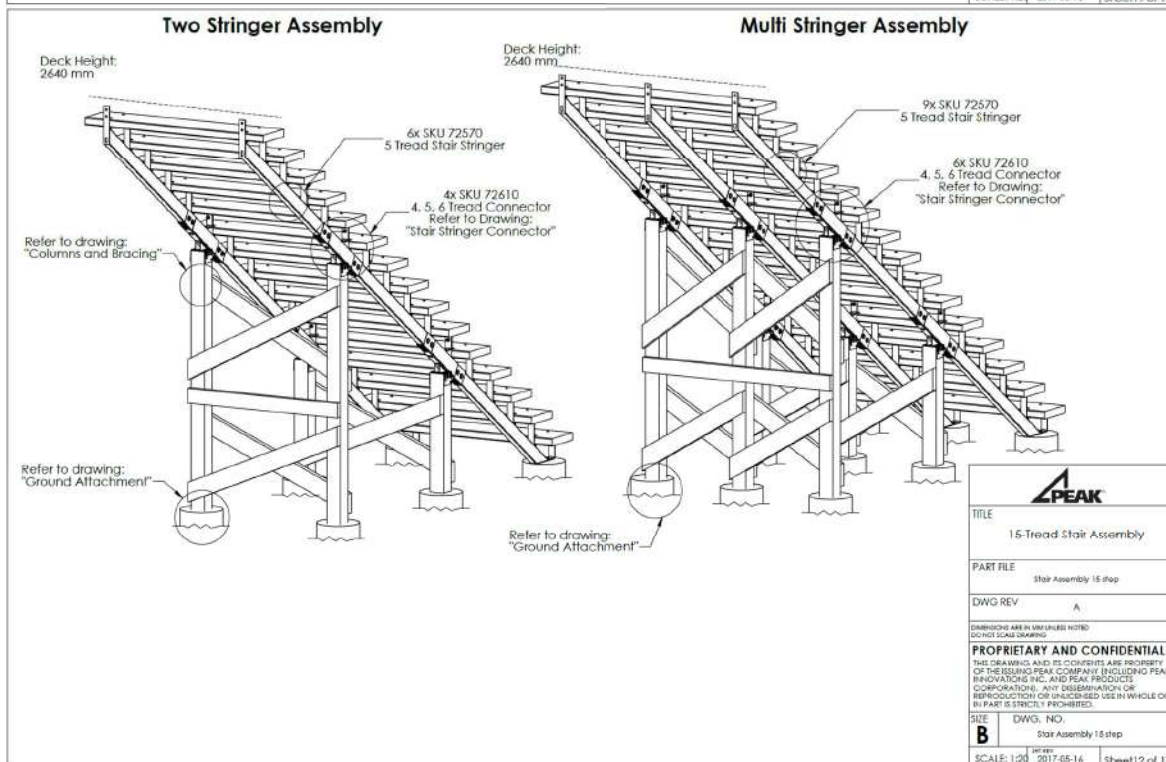 Two Stringer Assembly
Deck Height:
2640 mm
6x SKU 72570
5 Tread Stair Stringer
4x SKU 72610
4, 5, 6 Tread Connector
Refer to Drawing:
"Stair Stringer Connector"
Refer to drawing:
"Columns and Bracing"
Refer to drawing:
"Ground Attachment"
Multi Stringer Assembly
Deck Height:
2640 mm
9x SKU 72570
5 Tread Stair Stringer
6x SKU 72610
4, 5, 6 Tread Connector
Refer to Drawing:
"Stair Stringer Connector"
Refer to drawing:
"Ground Attachment"
PEAK
TITLE
15-Tread Stair Assembly
PART FILE
Stair Assembly 15 step
DWG REV
A
DIMENSIONS ARE IN MM UNLESS NOTED
DO NOT SCALE DRAWING
PROPRIETARY AND CONFIDENTIAL
THIS DRAWING AND ITS CONTENTS ARE PROPERTY
OF THE ISSUING PEAK COMPANY (INCLUDING PEAK
INNOVATIONS INC. AND PEAK PRODUCTS
CORPORATION). ANY DISSEMINATION OR
REPRODUCTION OR UNLICENSED USE IN WHOLE OR
IN PART IS STRICTLY PROHIBITED.
SIZE
B
DWG. NO.
Stair Assembly 15 step
SCALE: 1:20
2017-05-16
Sheet12 of